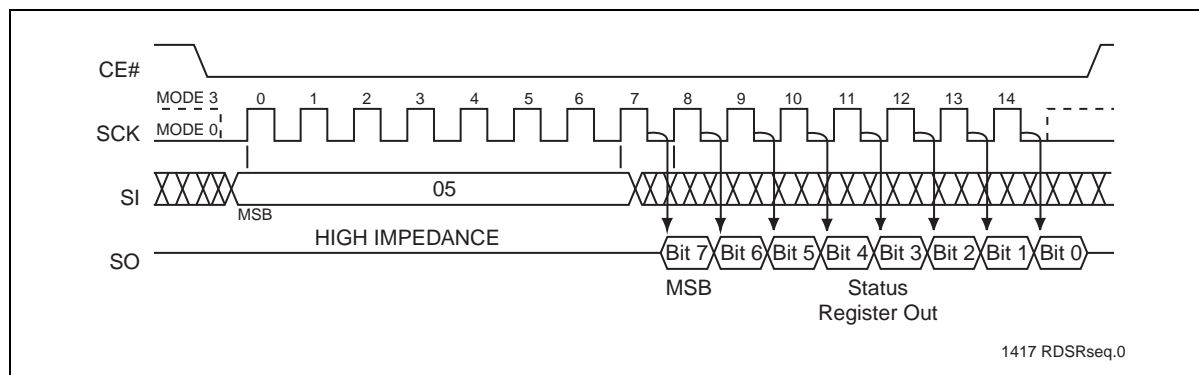 CE#
MODE 3
0 1 2 3 4 5 6 7 8 9 10 11 12 13 14
SCK
MODE 0
SI
05
MSB
HIGH IMPEDANCE
SO
Bit 7 Bit 6 Bit 5 Bit 4 Bit 3 Bit 2 Bit 1 Bit 0
MSB
Status
Register Out
1417 RDSRseq.0